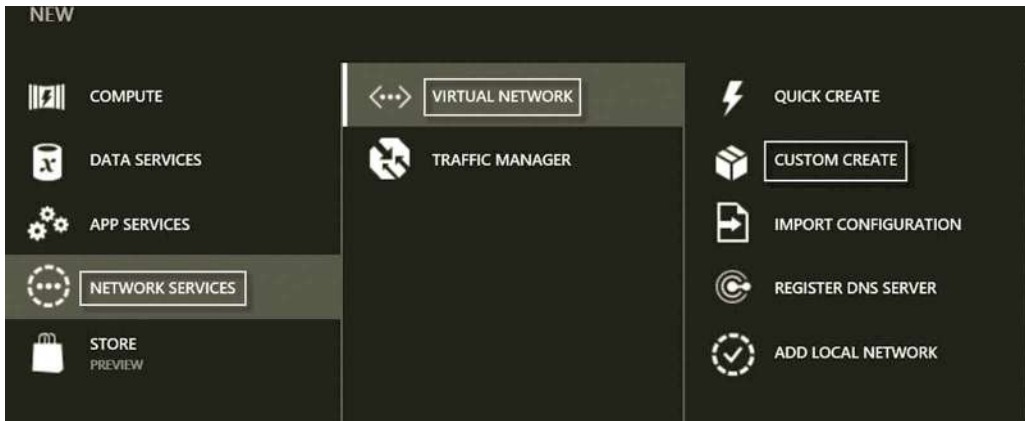 NEW
COMPUTE
DATA SERVICES
APP SERVICES
NETWORK SERVICES
STORE
PREVIEW
VIRTUAL NETWORK
TRAFFIC MANAGER
QUICK CREATE
CUSTOM CREATE
IMPORT CONFIGURATION
REGISTER DNS SERVER
ADD LOCAL NETWORK